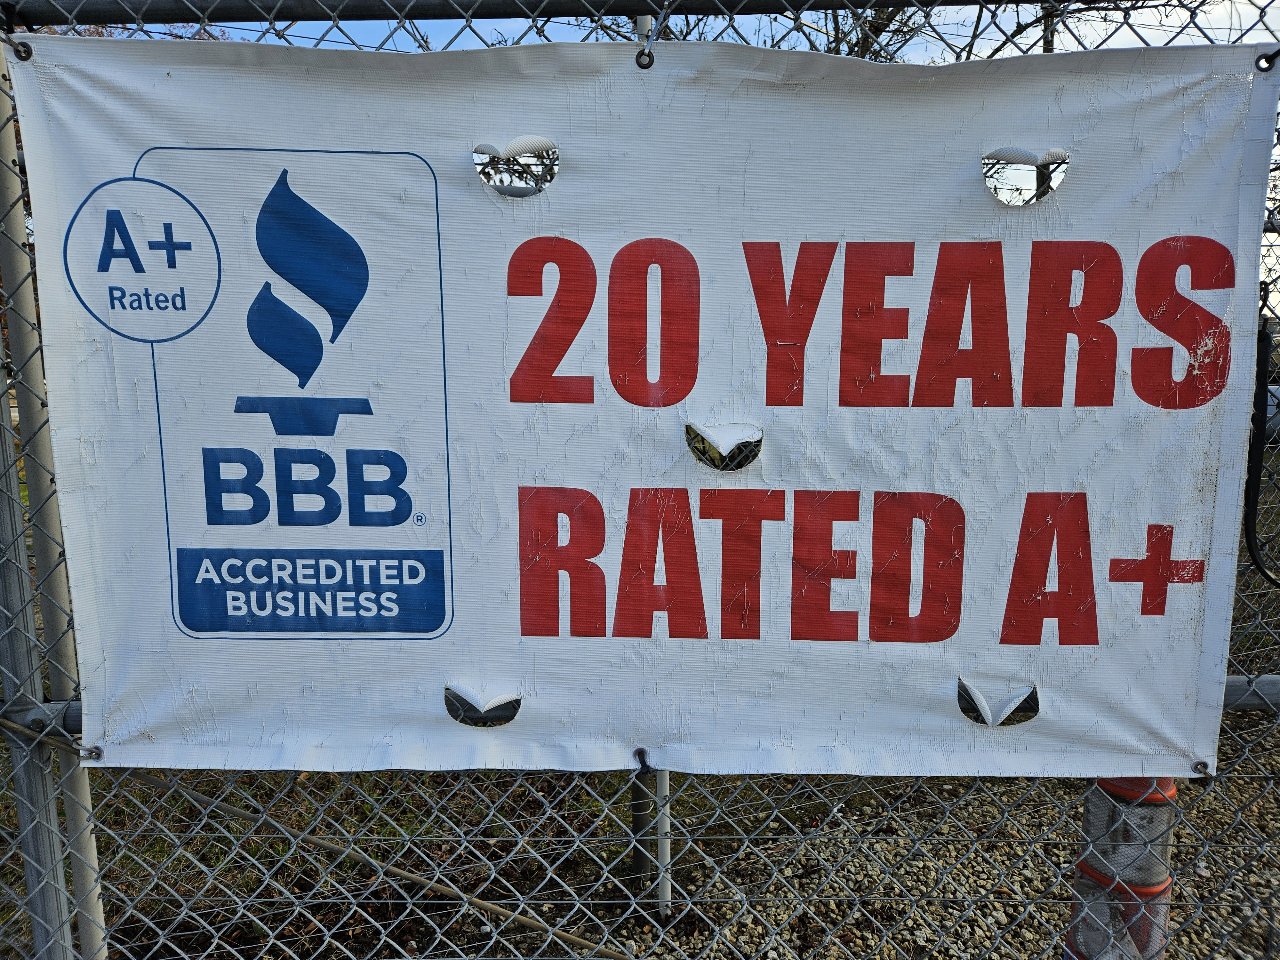 A+
Rated
BBB®
ACCREDITED
BUSINESS
20 YEARS
RATED A+